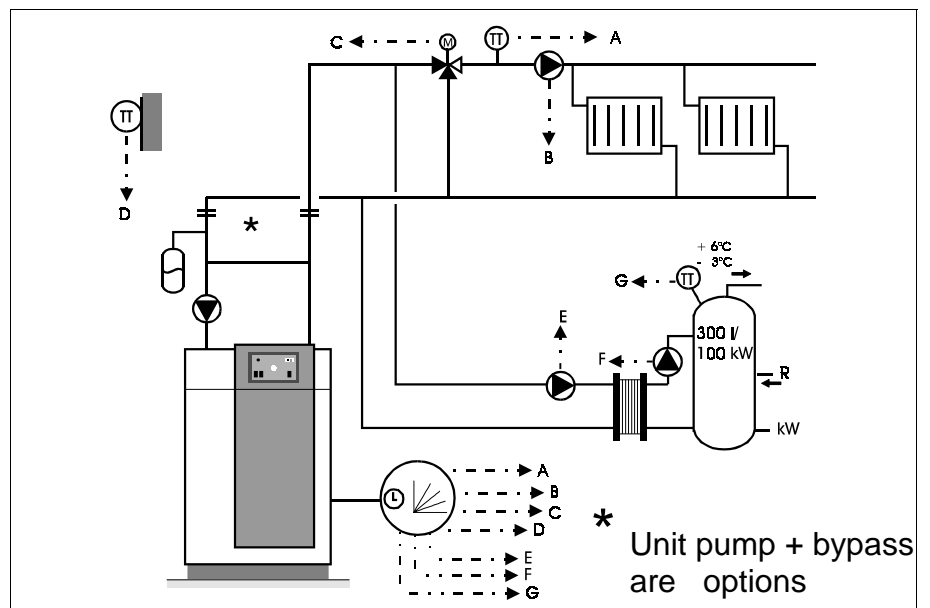 C M TT A
TT
B
D
*
+ 6°C
- 3°C
G TT
E
300 l/
100 kW
F
R
kW
A
B
C
D
E
F
G
* Unit pump + bypass
are options